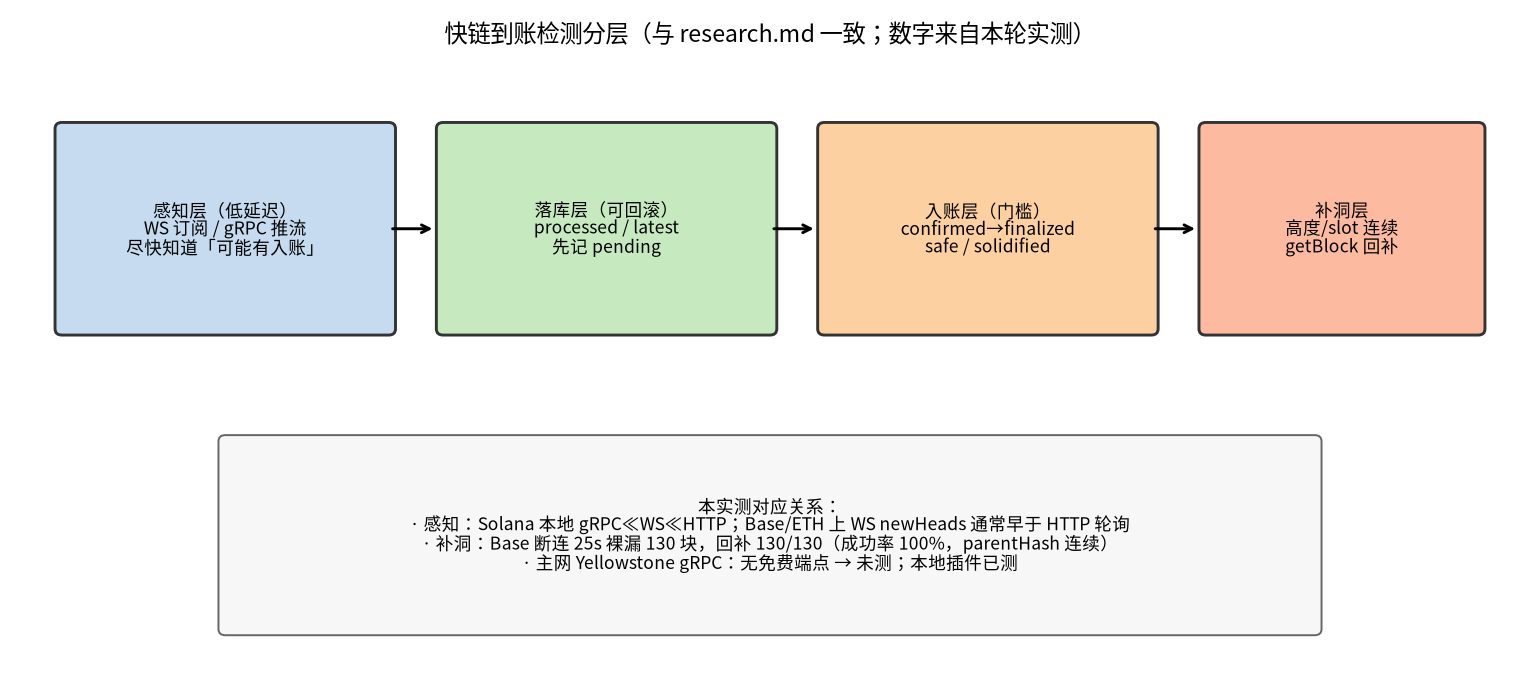 快链到账检测分层（与 research.md 一致；数字来自本轮实测）
感知层（低延迟）
WS 订阅 / gRPC 推流
尽快知道「可能有入账」
落库层（可回滚）
processed / latest
先记 pending
入账层（门槛）
confirmed→finalized
safe / solidified
补洞层
高度/slot 连续
getBlock 回补
本实测对应关系：
· 感知：Solana 本地 gRPC≪WS≪HTTP；Base/ETH 上 WS newHeads 通常早于 HTTP 轮询
· 补洞：Base 断连 25s 裸漏 130 块，回补 130/130（成功率 100%，parentHash 连续）
· 主网 Yellowstone gRPC：无免费端点 → 未测；本地插件已测